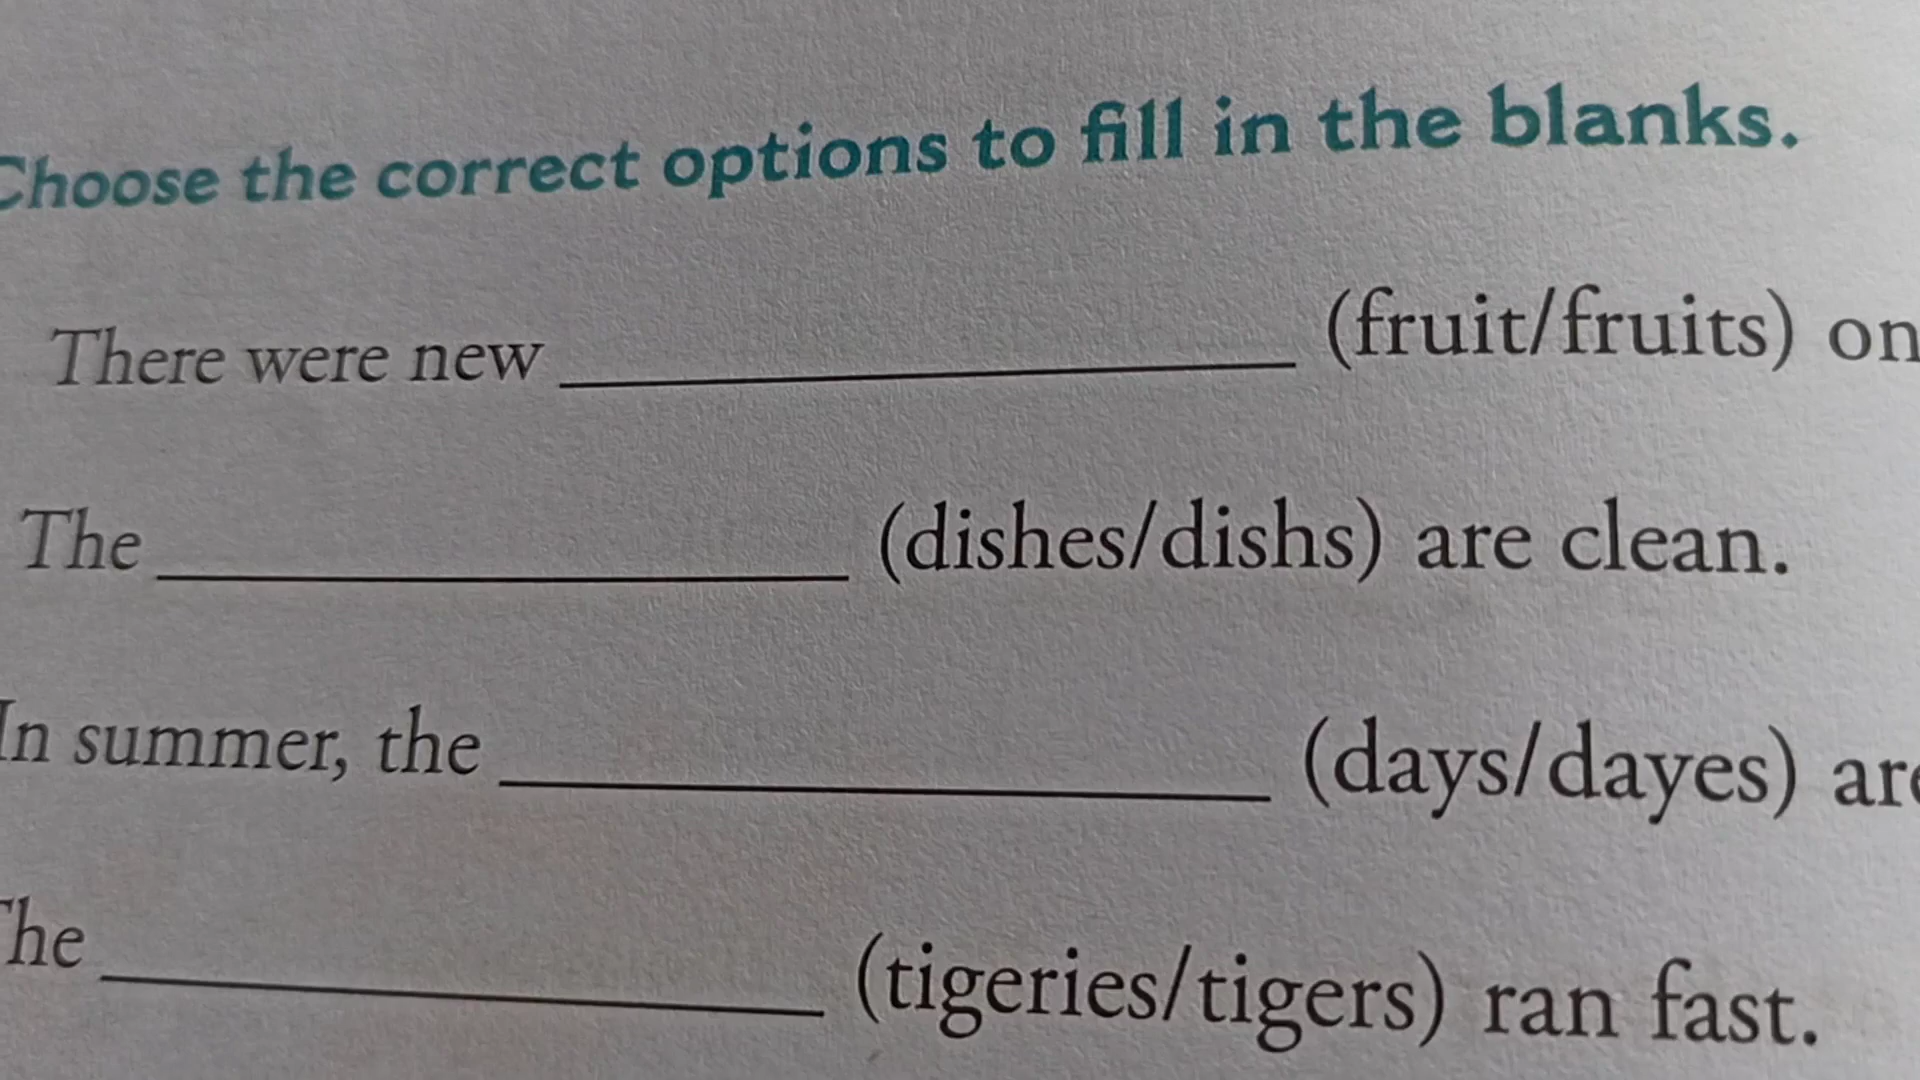 Choose the correct options to fill in the blanks.
There were new ____________ (fruit/fruits) on
The ____________ (dishes/dishs) are clean.
In summer, the ____________ (days/dayes) are
The ____________ (tigeries/tigers) ran fast.